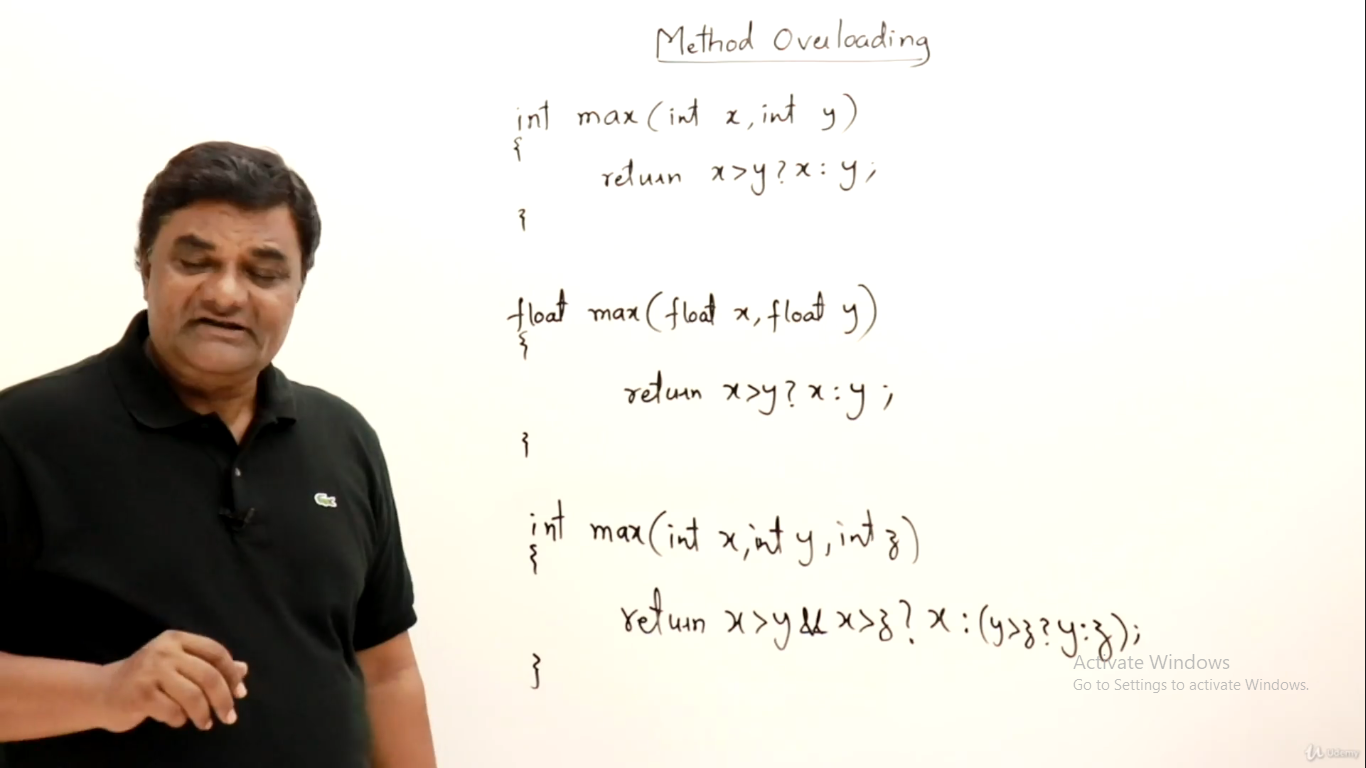 Method Overloading
int max(int x, int y)
{
return x>y?x: y;
}
float max(float x, float y)
{
return x>y? x:y ;
}
int max(int x, int y, int z)
{
return x>y && x>z? x :(y>z?y:z);
}
Activate Windows
Go to Settings to activate Windows.
Udemy